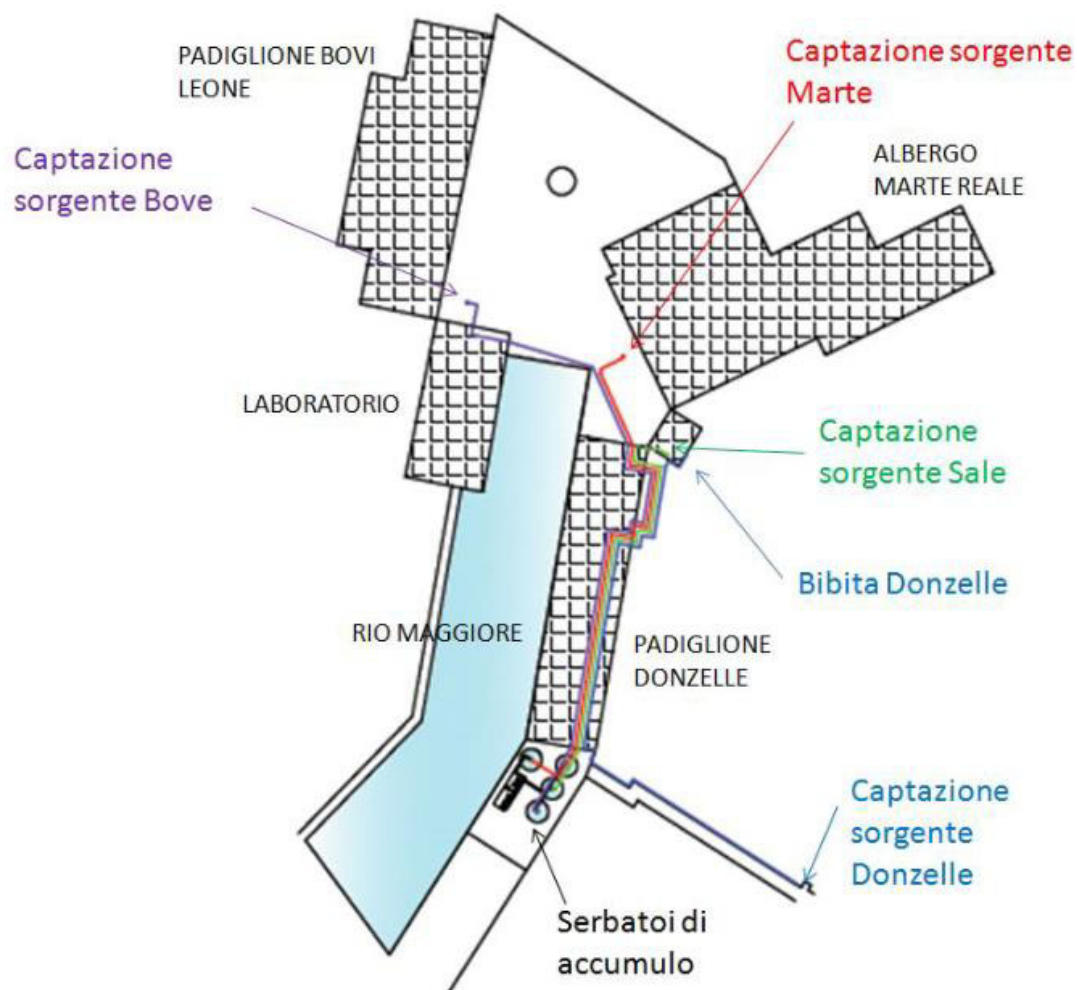 PADIGLIONE BOVI
LEONE
Captazione sorgente
Marte
Captazione
sorgente Bove
ALBERGO
MARTE REALE
LABORATORIO
Captazione
sorgente Sale
Bibita Donzelle
RIO MAGGIORE
PADIGLIONE
DONZELLE
Captazione
sorgente
Donzelle
Serbatoi di
accumulo